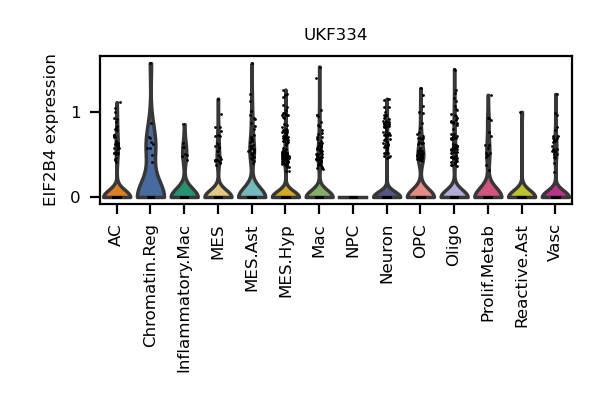 UKF334
EIF2B4 expression
1
0
AC
Chromatin.Reg
Inflammatory.Mac
MES
MES.Ast
MES.Hyp
Mac
NPC
Neuron
OPC
Oligo
Prolif.Metab
Reactive.Ast
Vasc